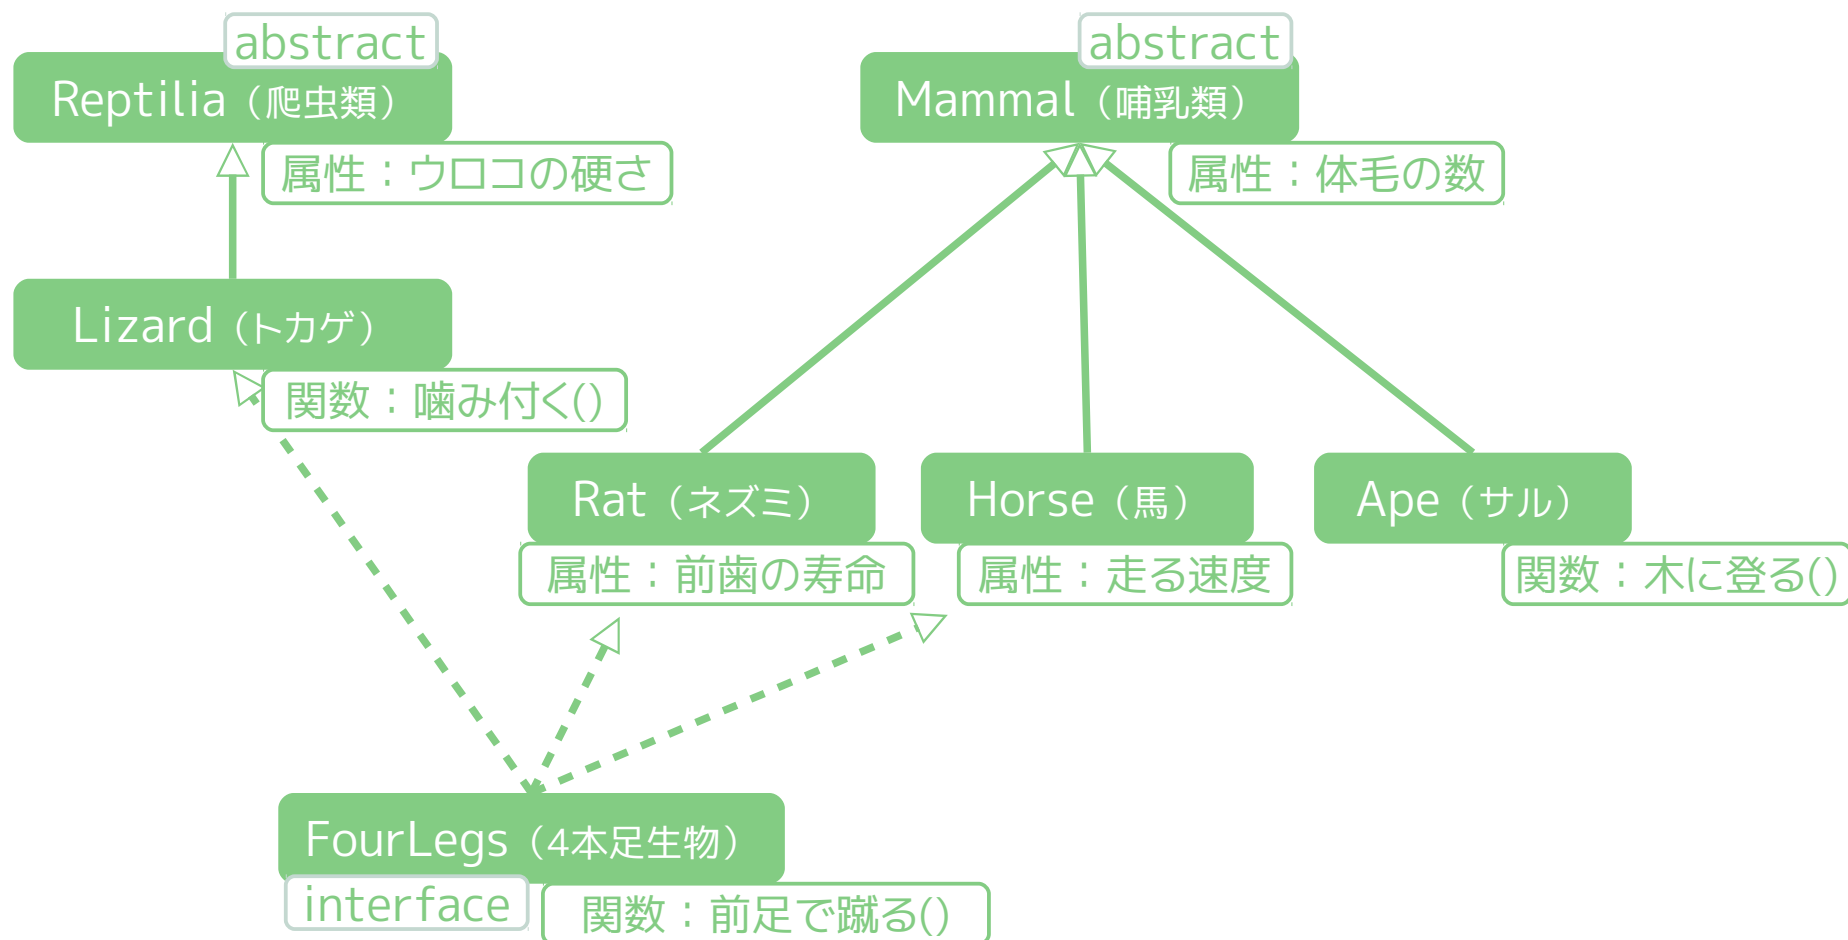 abstract
Reptilia（爬虫類）
属性：ウロコの硬さ
abstract
Mammal（哺乳類）
属性：体毛の数
Lizard（トカゲ）
関数：噛み付く()
Rat（ネズミ）
属性：前歯の寿命
Horse（馬）
属性：走る速度
Ape（サル）
関数：木に登る()
FourLegs（4本足生物）
interface
関数：前足で蹴る()